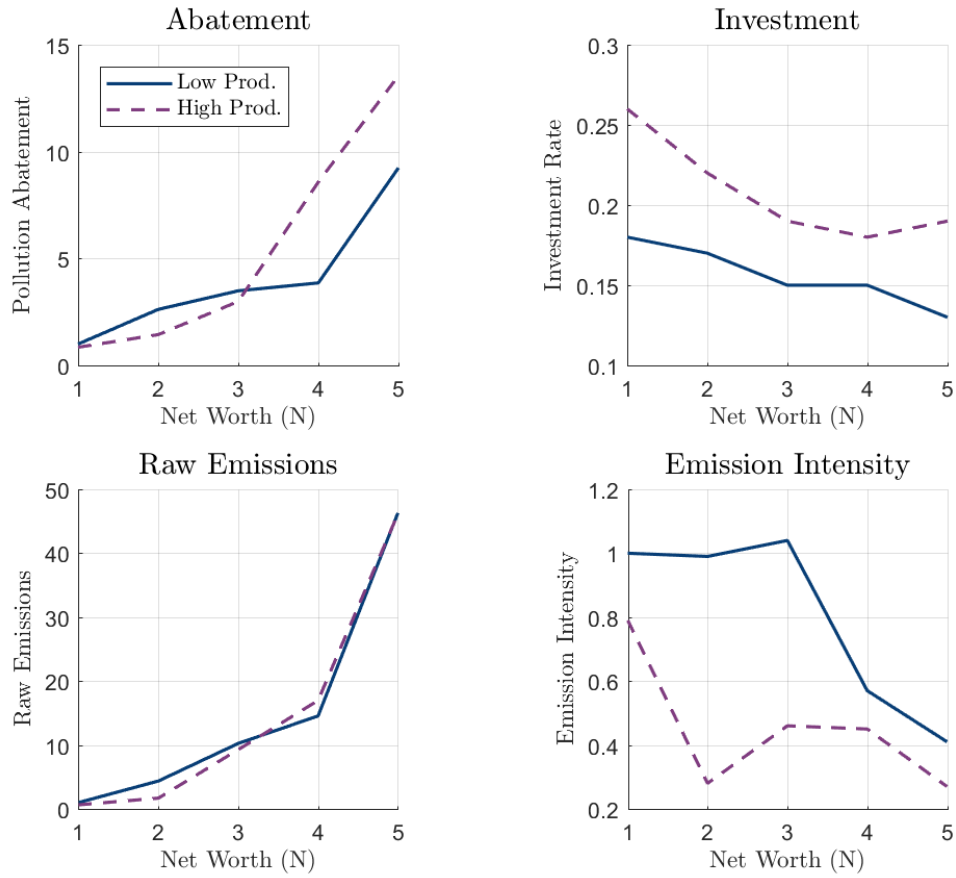 Abatement
15
10
5
0
Pollution Abatement
Low Prod.
High Prod.
1 2 3 4 5
Net Worth (N)
Investment
0.3
0.25
0.2
0.15
0.1
Investment Rate
1 2 3 4 5
Net Worth (N)
Raw Emissions
50
40
30
20
10
0
Raw Emissions
1 2 3 4 5
Net Worth (N)
Emission Intensity
1.2
1
0.8
0.6
0.4
0.2
Emission Intensity
1 2 3 4 5
Net Worth (N)